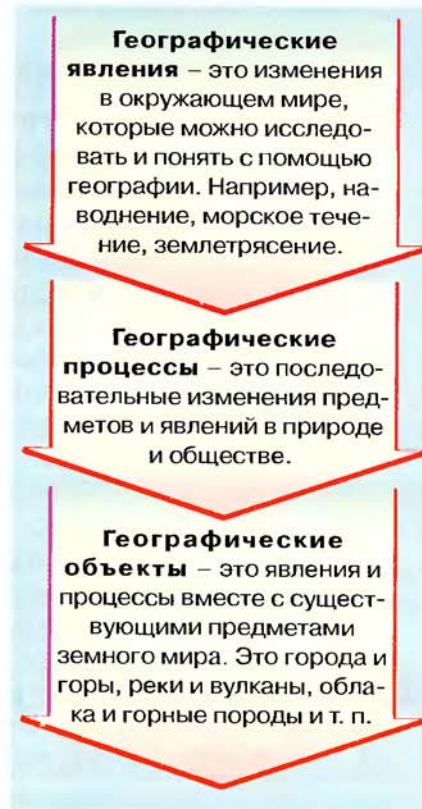 Географические
явления – это изменения
в окружающем мире,
которые можно исследо-
вать и понять с помощью
географии. Например, на-
воднение, морское тече-
ние, землетрясение.
Географические
процессы – это последо-
вательные изменения пред-
метов и явлений в природе
и обществе.
Географические
объекты – это явления и
процессы вместе с сущест-
вующими предметами
земного мира. Это города и
горы, реки и вулканы, обла-
ка и горные породы и т. п.